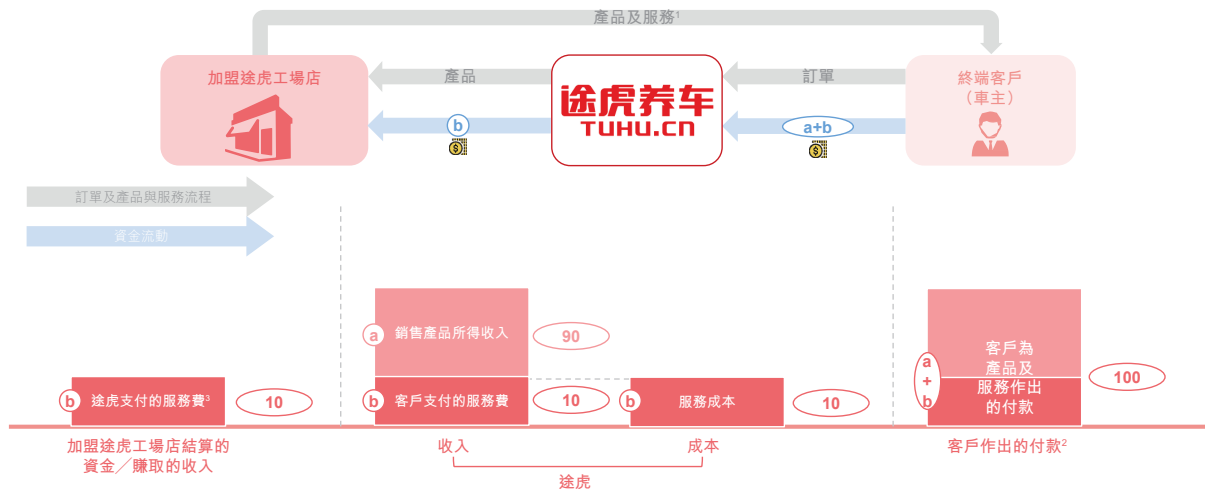 產品及服務¹
加盟途虎工場店
產品
訂單
終端客戶
（車主）
途虎养车
TUHU.CN
b
a+b
訂單及產品與服務流程
資金流動
a
銷售產品所得收入
90
b
途虎支付的服務費³
10
b
客戶支付的服務費
10
b
服務成本
10
a
+
b
客戶為
產品及
服務作出
的付款
100
加盟途虎工場店結算的
資金／賺取的收入
收入
成本
客戶作出的付款²
途虎